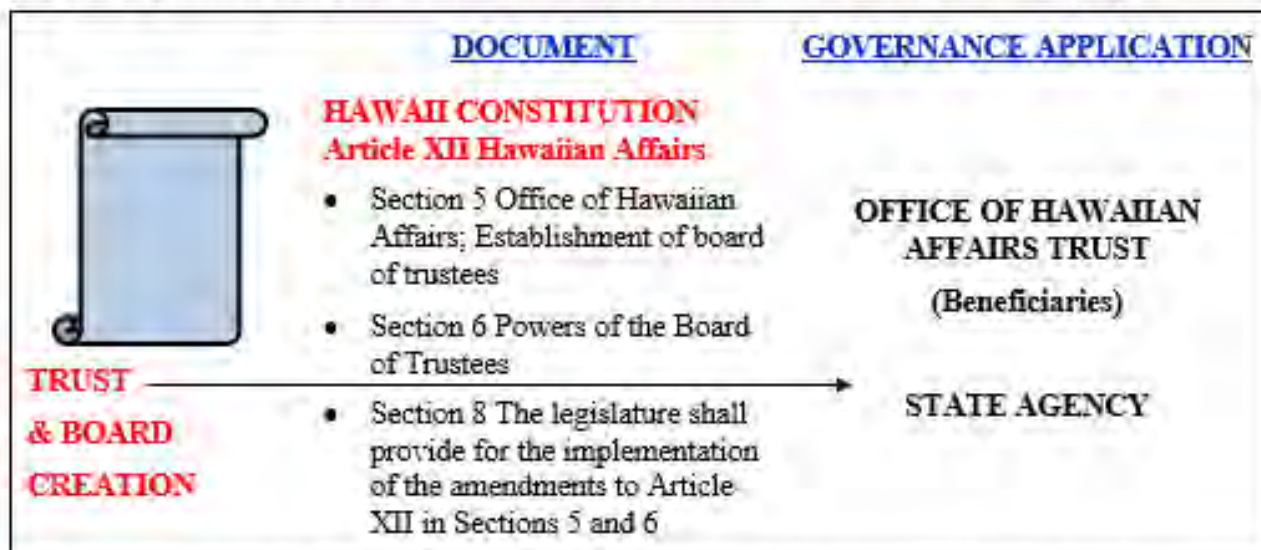 DOCUMENT
GOVERNANCE APPLICATION
HAWAII CONSTITUTION
Article XII Hawaiian Affairs
• Section 5 Office of Hawaiian
Affairs; Establishment of board
of trustees
• Section 6 Powers of the Board
of Trustees
• Section 8 The legislature shall
provide for the implementation
of the amendments to Article
XII in Sections 5 and 6
TRUST
& BOARD
CREATION
OFFICE OF HAWAIIAN
AFFAIRS TRUST
(Beneficiaries)
STATE AGENCY